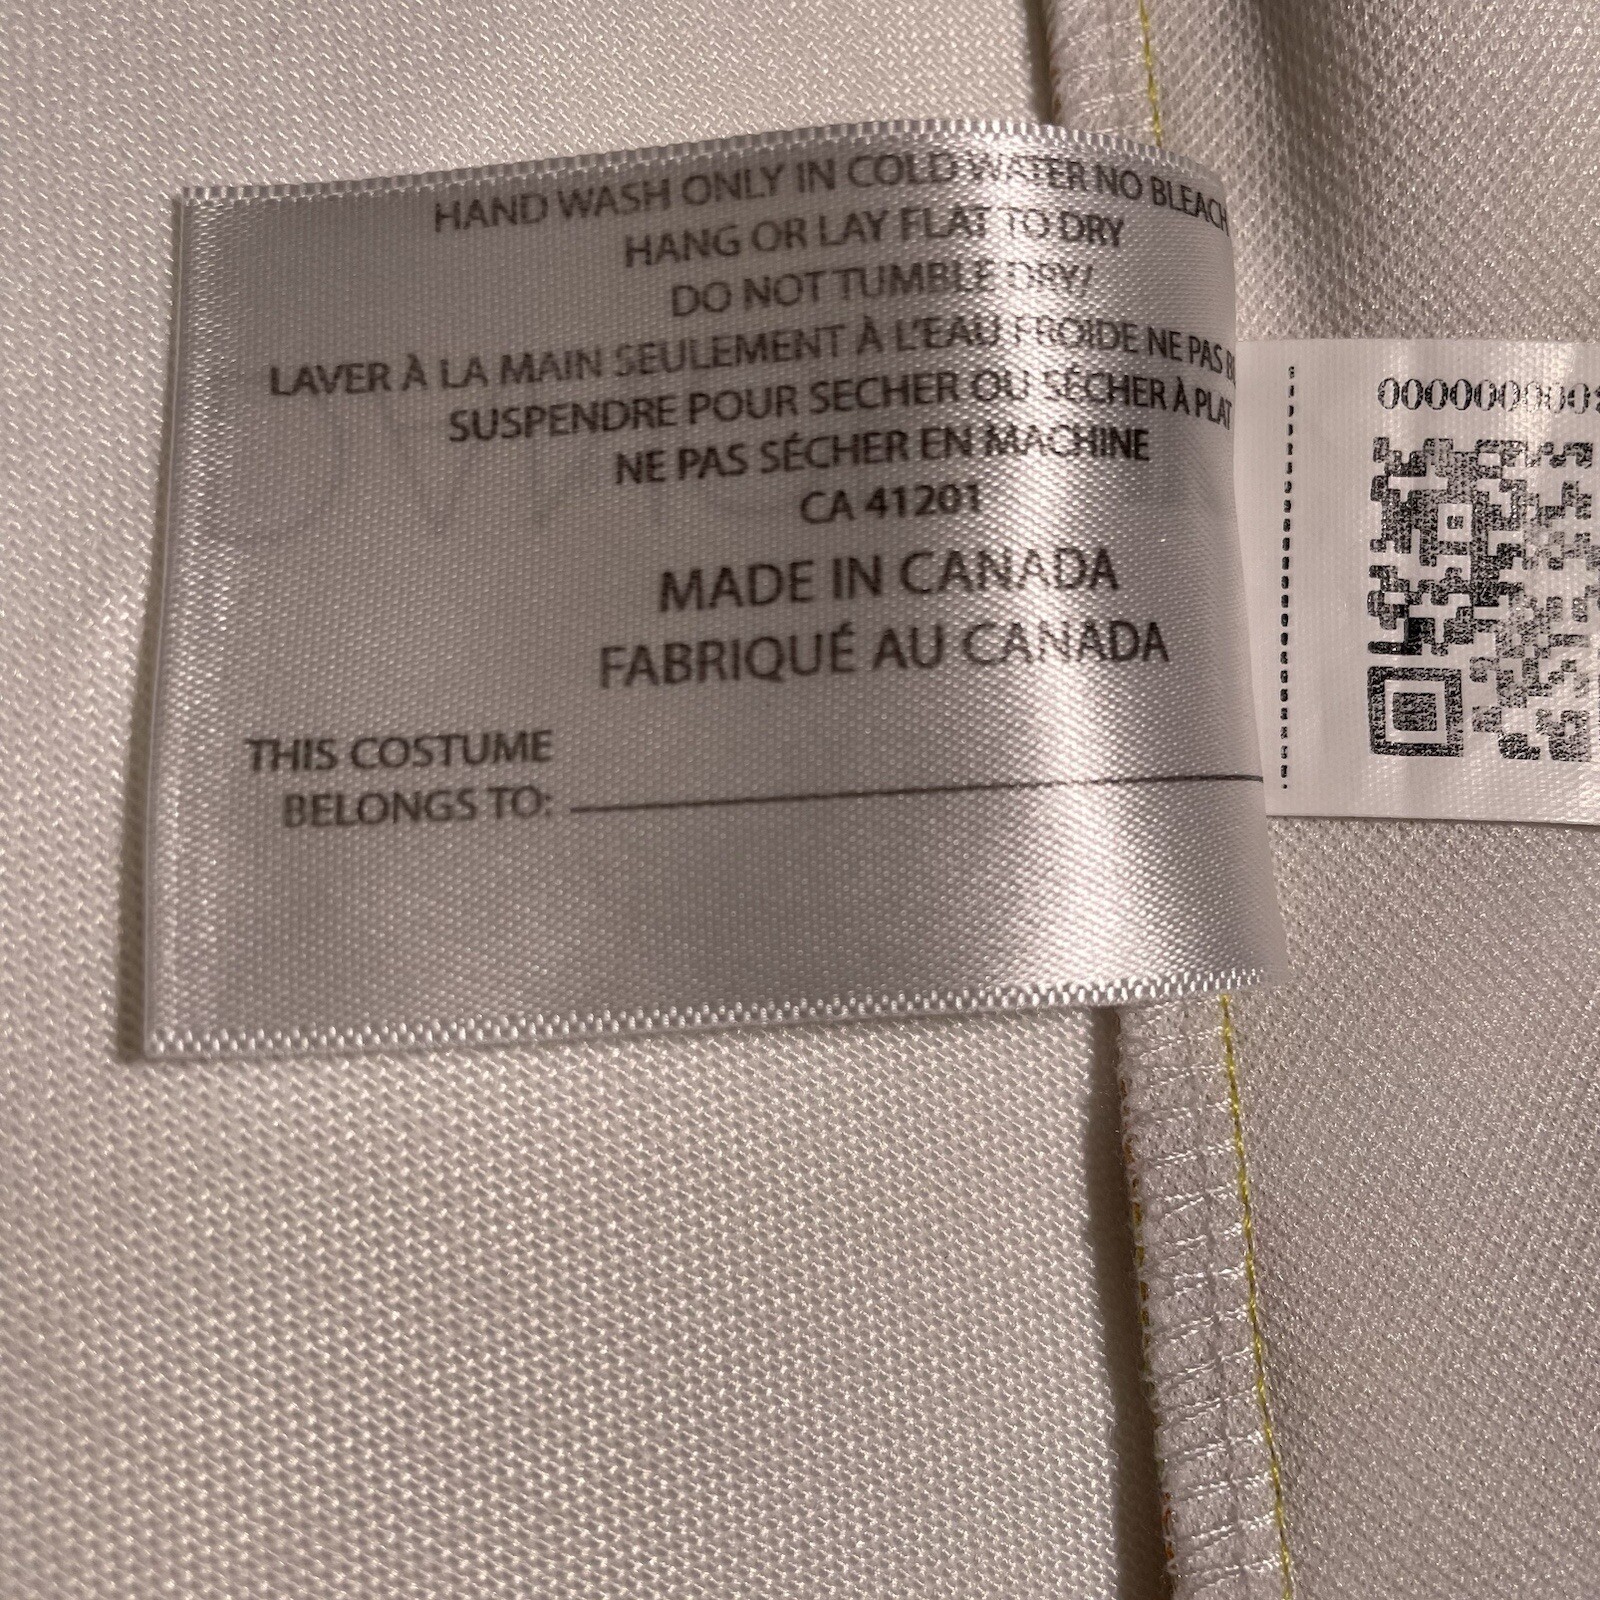 HAND WASH ONLY IN COLD WATER NO BLEACH
HANG OR LAY FLAT TO DRY
DO NOT TUMBLE DRY/
LAVER À LA MAIN SEULEMENT À L'EAU FROIDE NE PAS
SUSPENDRE POUR SECHER OU SÉCHER À PLAT
NE PAS SÉCHER EN MACHINE
CA 41201
MADE IN CANADA
FABRIQUÉ AU CANADA
THIS COSTUME
BELONGS TO: